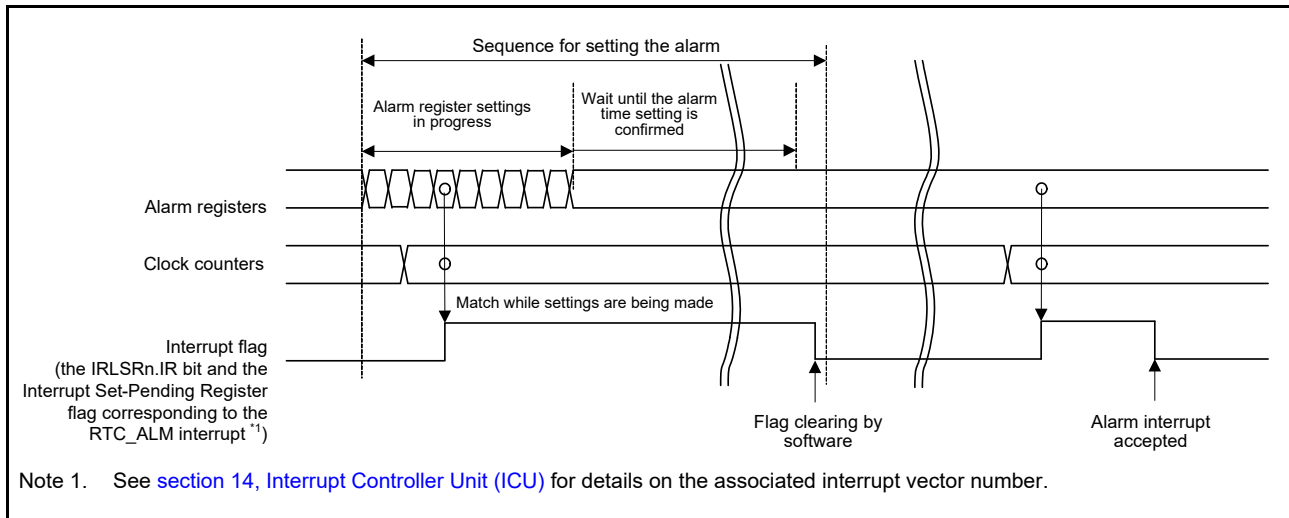 Sequence for setting the alarm
Alarm register settings
in progress
Wait until the alarm
time setting is
confirmed
Alarm registers
Clock counters
Match while settings are being made
Interrupt flag
(the IRLSRn.IR bit and the
Interrupt Set-Pending Register
flag corresponding to the
RTC_ALM interrupt *1)
Flag clearing by
software
Alarm interrupt
accepted
Note 1. See section 14, Interrupt Controller Unit (ICU) for details on the associated interrupt vector number.